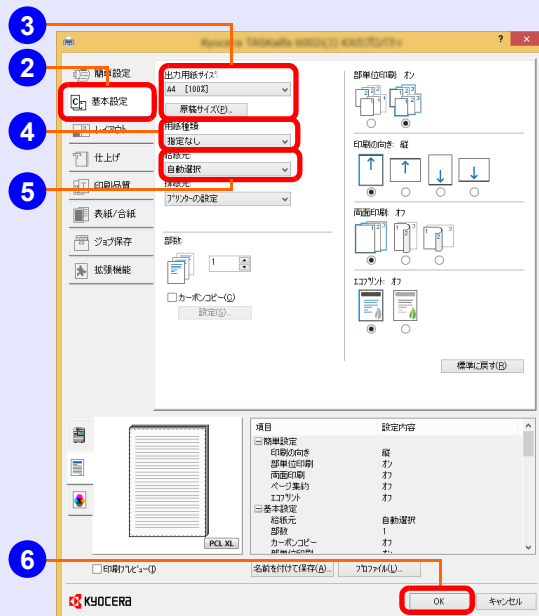 3
Kyocera TASKalfa 6002i(J) KXのプロパティ
?
×
2
簡単設定
基本設定
レイアウト
仕上げ
印刷品質
表紙/合紙
ジョブ保存
拡張機能
出力用紙サイズ:
A4 [100%]
原稿サイズ(P)...
4
用紙種類
指定なし
給紙元:
自動選択
5
排紙先:
プリンターの設定
部数:
1
カーボンコピー(O)
設定(S)...
部単位印刷: オン
印刷の向き: 縦
両面印刷: オフ
エコプリント: オフ
標準に戻す(R)
項目 設定内容
簡単設定
印刷の向き 縦
部単位印刷 オン
両面印刷 オフ
ページ集約 オフ
エコプリント オフ
基本設定
給紙元 自動選択
部数 1
カーボンコピー オフ
部単位印刷 オン
PCL XL
6
印刷プレビュー(I)
名前を付けて保存(A)...
プロファイル(L)...
KYOCERA
OK
キャンセル